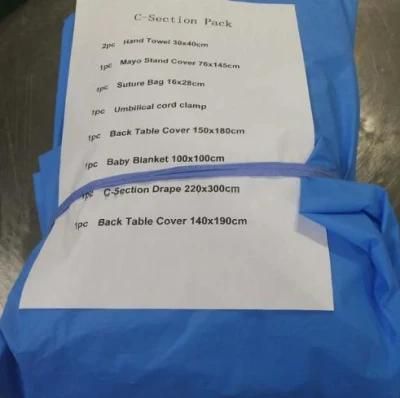 C-Section Pack
2pc Hand Towel 30x40cm
1pc Mayo Stand Cover 76x145cm
1pc Suture Bag 16x28cm
1pc Umbilical cord clamp
1pc Back Table Cover 150x180cm
1pc Baby Blanket 100x100cm
1pc C-Section Drape 220x300cm
1pc Back Table Cover 140x190cm